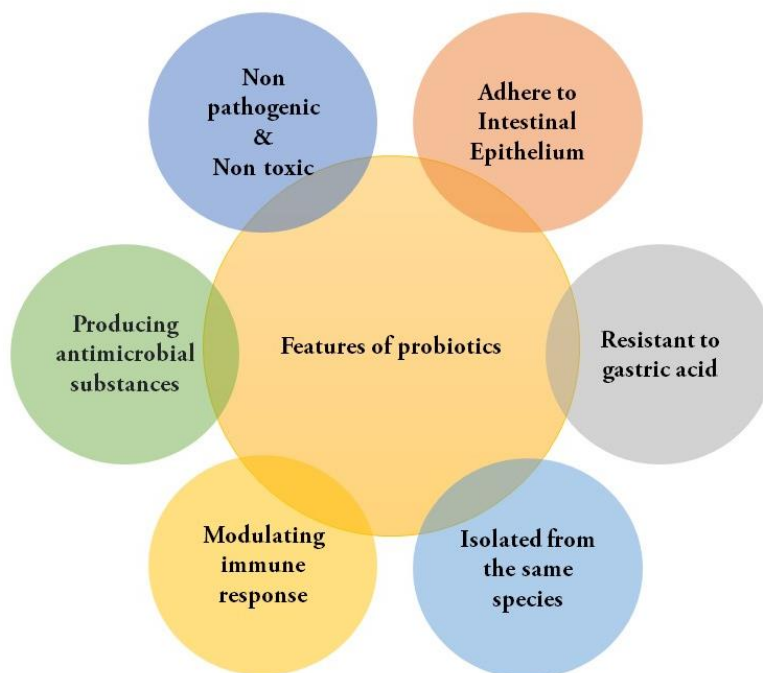 Non
pathogenic
&
Non toxic
Adhere to
Intestinal
Epithelium
Producing
antimicrobial
substances
Features of probiotics
Resistant to
gastric acid
Modulating
immune
response
Isolated from
the same
species